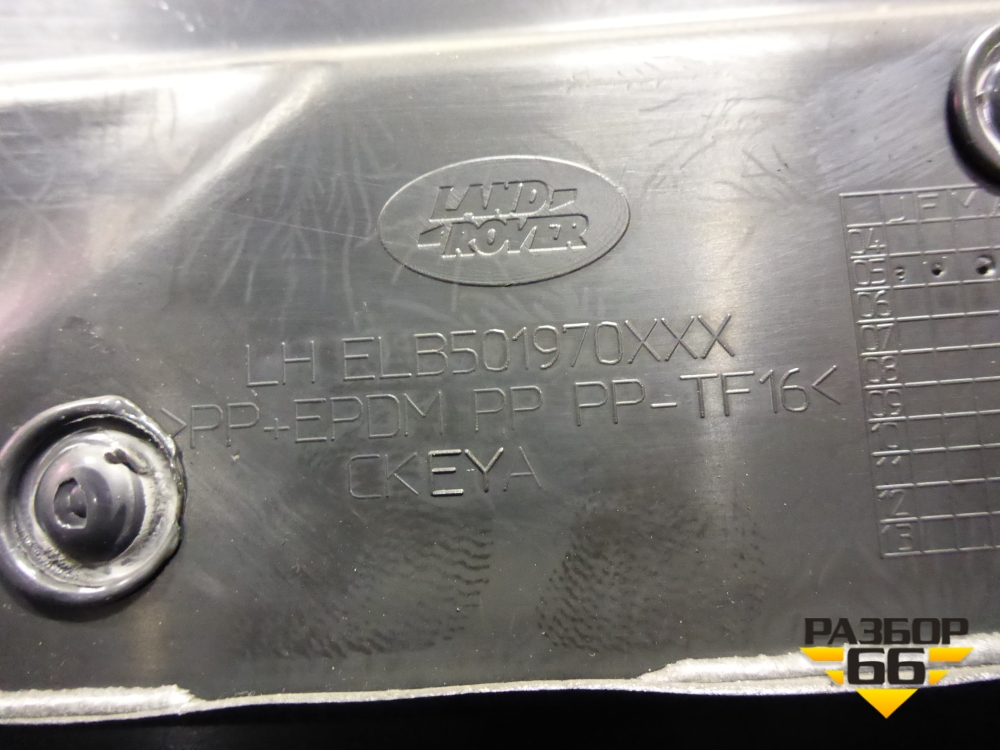 LAND
ROVER
LH ELB501970XXX
>PP+EPDM PP PP-TF16<
CKEYA
J F M A
04
05
06
07
08
09
10
11
12
13
РАЗБОР
66